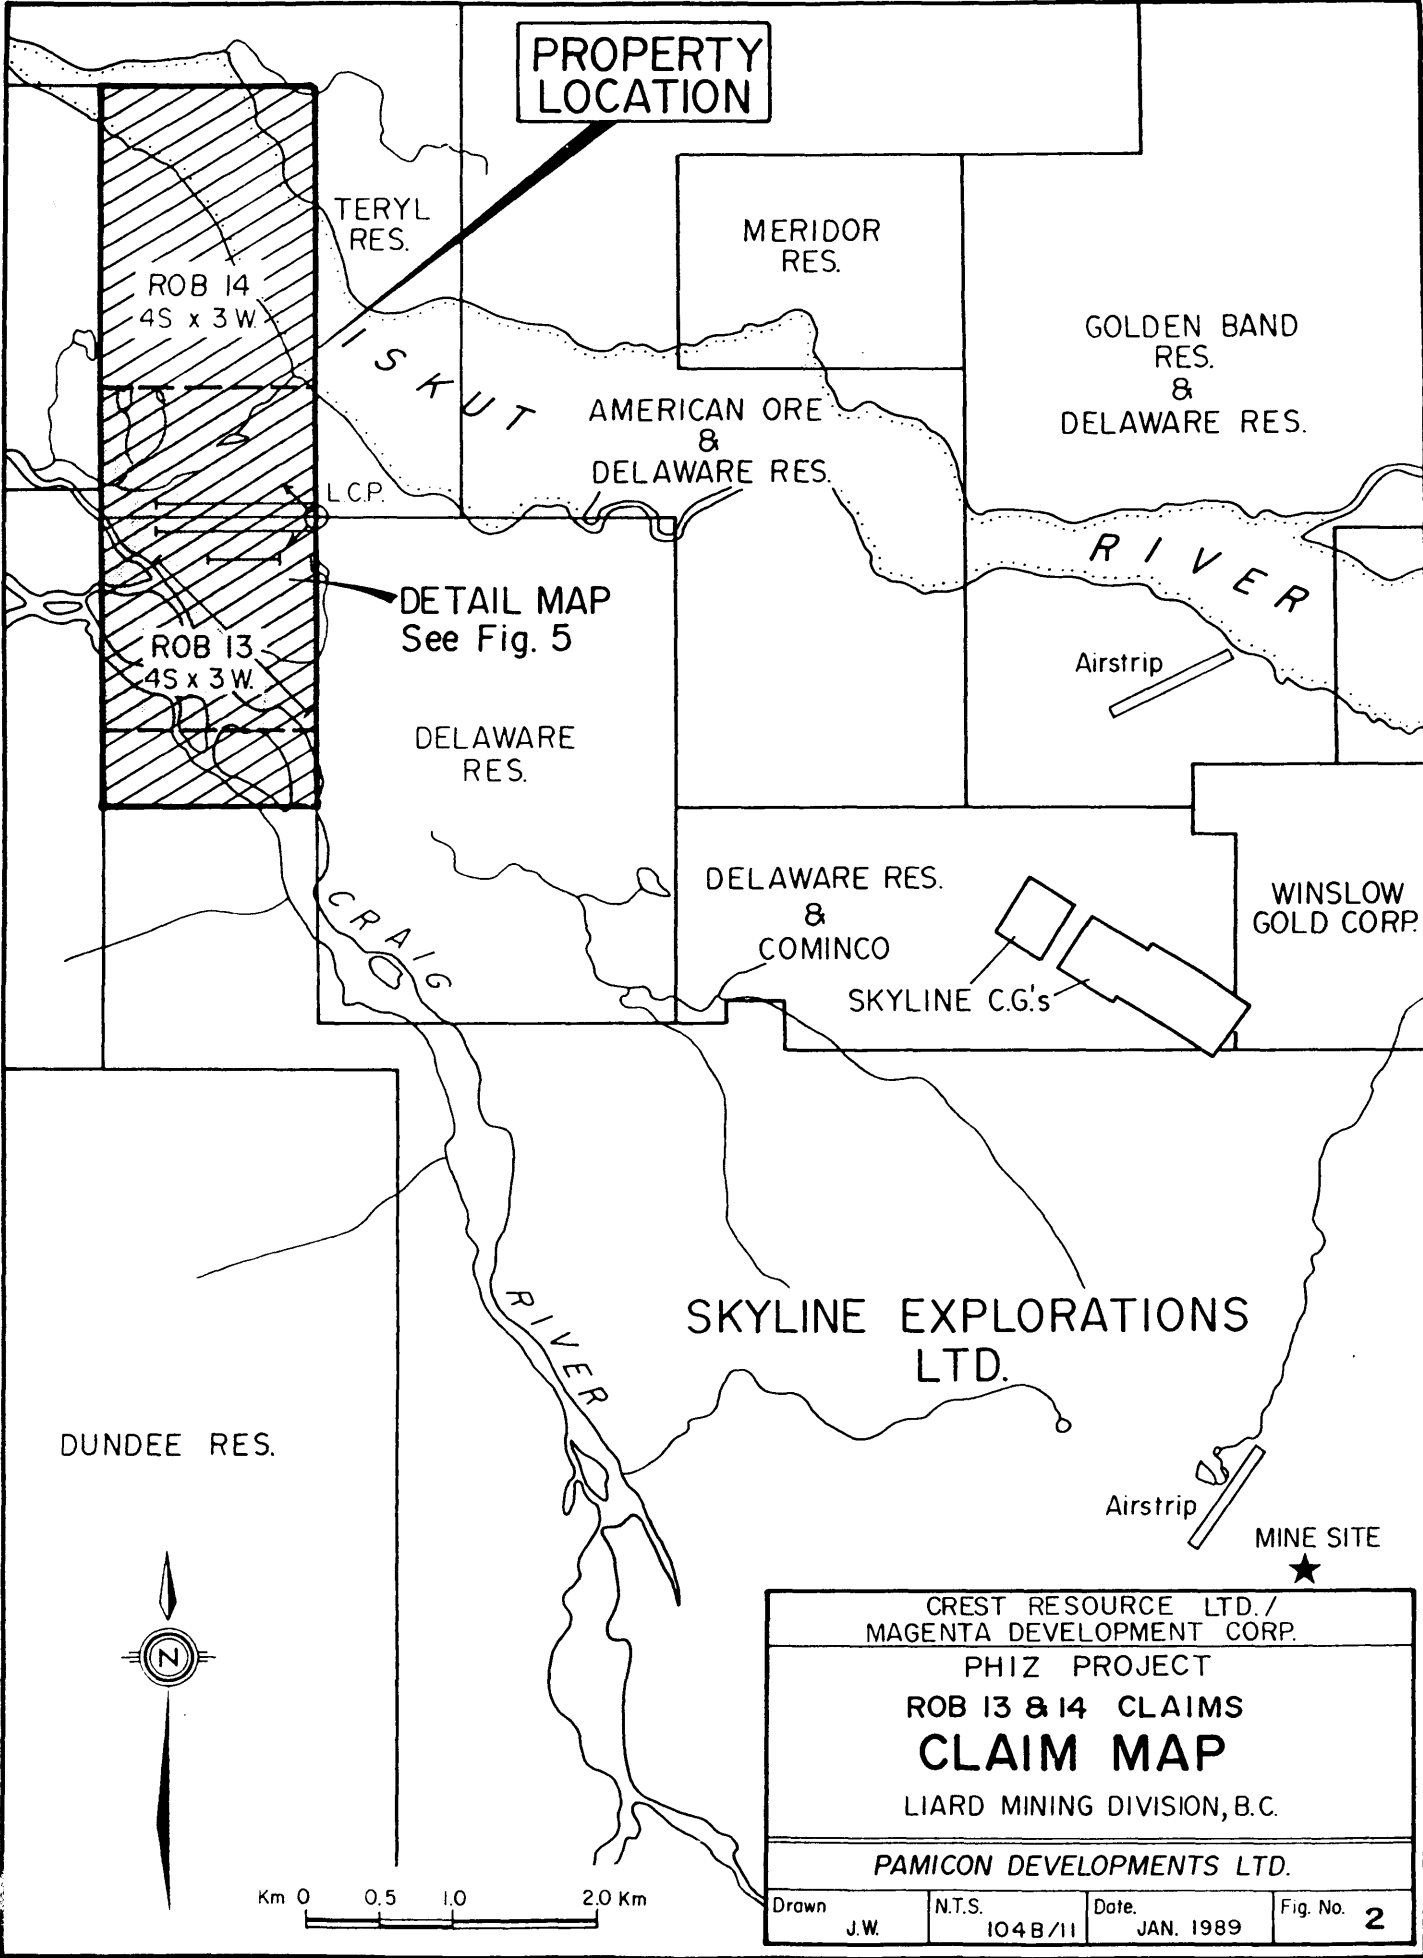 PROPERTY
LOCATION
TERYL
RES.
MERIDOR
RES.
ROB 14
4S x 3W.
GOLDEN BAND
RES.
&
DELAWARE RES.
ISKUT
AMERICAN ORE
&
DELAWARE RES.
L.C.P.
RIVER
DETAIL MAP
See Fig. 5
ROB 13
4S x 3W.
Airstrip
DELAWARE
RES.
DELAWARE RES.
&
COMINCO
WINSLOW
GOLD CORP.
CRAIG
SKYLINE C.G.'s
RIVER
SKYLINE EXPLORATIONS
LTD.
DUNDEE RES.
Airstrip
MINE SITE
N
CREST RESOURCE LTD./
MAGENTA DEVELOPMENT CORP.
PHIZ PROJECT
ROB 13 & 14 CLAIMS
CLAIM MAP
LIARD MINING DIVISION, B.C.
PAMICON DEVELOPMENTS LTD.
Km 0 0.5 1.0 2.0 Km
Drawn J.W.
N.T.S. 104B/11
Date. JAN. 1989
Fig. No. 2